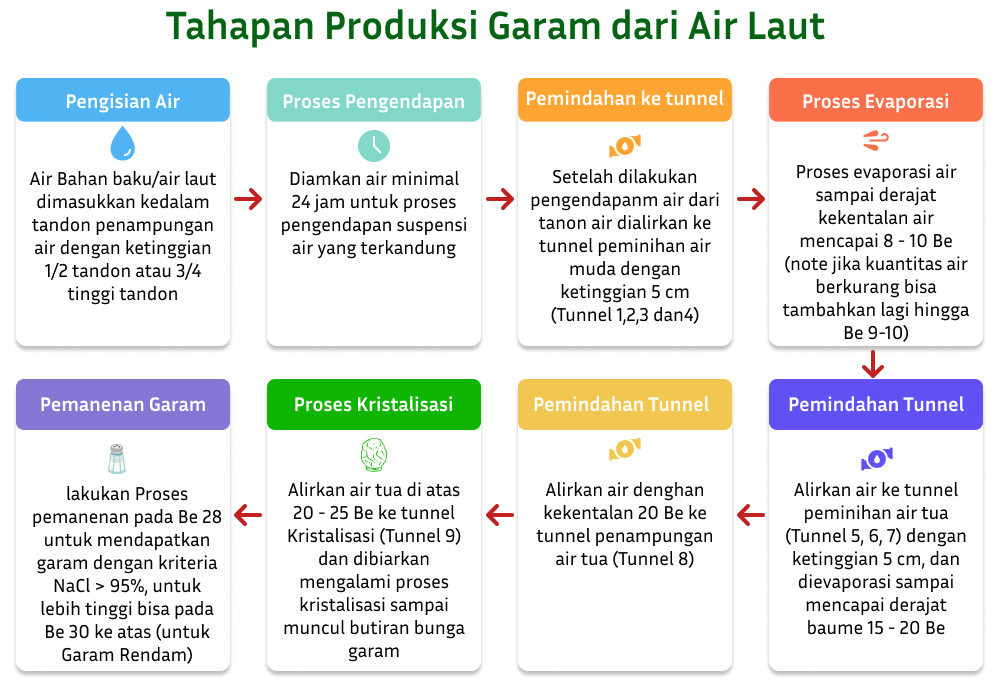 Tahapan Produksi Garam dari Air Laut
Pengisian Air
Air Bahan baku/air laut
dimasukkan kedalam
tandon penampungan
air dengan ketinggian
1/2 tandon atau 3/4
tinggi tandon
Proses Pengendapan
Diamkan air minimal
24 jam untuk proses
pengendapan suspensi
air yang terkandung
Pemindahan ke tunnel
Setelah dilakukan
pengendapanm air dari
tanon air dialirkan ke
tunnel peminihan air
muda dengan
ketinggian 5 cm
(Tunnel 1,2,3 dan4)
Proses Evaporasi
Proses evaporasi air
sampai derajat
kekentalan air
mencapai 8 - 10 Be
(note jika kuantitas air
berkurang bisa
tambahkan lagi hingga
Be 9-10)
Pemindahan Tunnel
Alirkan air ke tunnel
peminihan air tua
(Tunnel 5, 6, 7) dengan
ketinggian 5 cm, dan
dievaporasi sampai
mencapai derajat
baume 15 - 20 Be
Pemindahan Tunnel
Alirkan air denghan
kekentalan 20 Be ke
tunnel penampungan
air tua (Tunnel 8)
Proses Kristalisasi
Alirkan air tua di atas
20 - 25 Be ke tunnel
Kristalisasi (Tunnel 9)
dan dibiarkan
mengalami proses
kristalisasi sampai
muncul butiran bunga
garam
Pemanenan Garam
lakukan Proses
pemanenan pada Be 28
untuk mendapatkan
garam dengan kriteria
NaCl > 95%, untuk
lebih tinggi bisa pada
Be 30 ke atas (untuk
Garam Rendam)